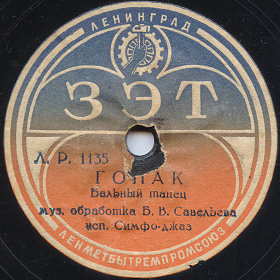 ЛЕНИНГРАД
ЗЭТ
Л. Р. 1135
ГОПАК
Бальный танец
муз. обработка Б. В. Савельева
исп. Симфо-джаз
ЛЕНМЕТБЫТРЕМПРОМСОЮЗ